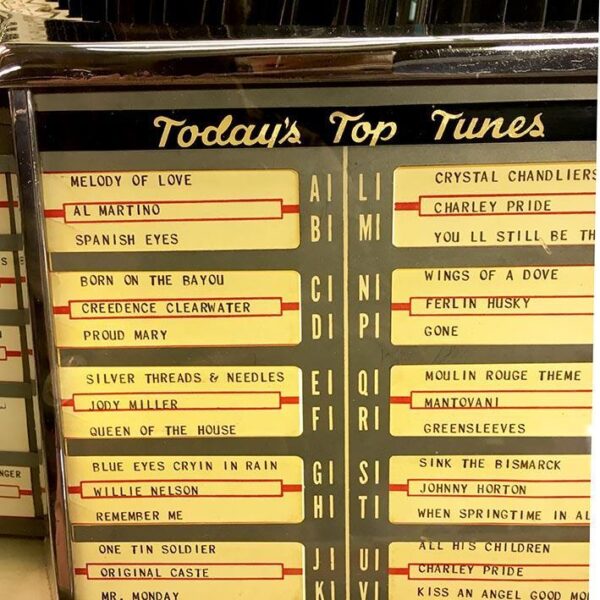 Today's Top Tunes
MELODY OF LOVE
AL MARTINO
SPANISH EYES
A1
B1
BORN ON THE BAYOU
CREEDENCE CLEARWATER
PROUD MARY
C1
D1
SILVER THREADS & NEEDLES
JODY MILLER
QUEEN OF THE HOUSE
E1
F1
BLUE EYES CRYIN IN RAIN
WILLIE NELSON
REMEMBER ME
G1
H1
ONE TIN SOLDIER
ORIGINAL CASTE
MR. MONDAY
J1
K1
L1
M1
CRYSTAL CHANDLIERS
CHARLEY PRIDE
YOU LL STILL BE TH
N1
P1
WINGS OF A DOVE
FERLIN HUSKY
GONE
Q1
R1
MOULIN ROUGE THEME
MANTOVANI
GREENSLEEVES
S1
T1
SINK THE BISMARCK
JOHNNY HORTON
WHEN SPRINGTIME IN AL
U1
V1
ALL HIS CHILDREN
CHARLEY PRIDE
KISS AN ANGEL GOOD MO